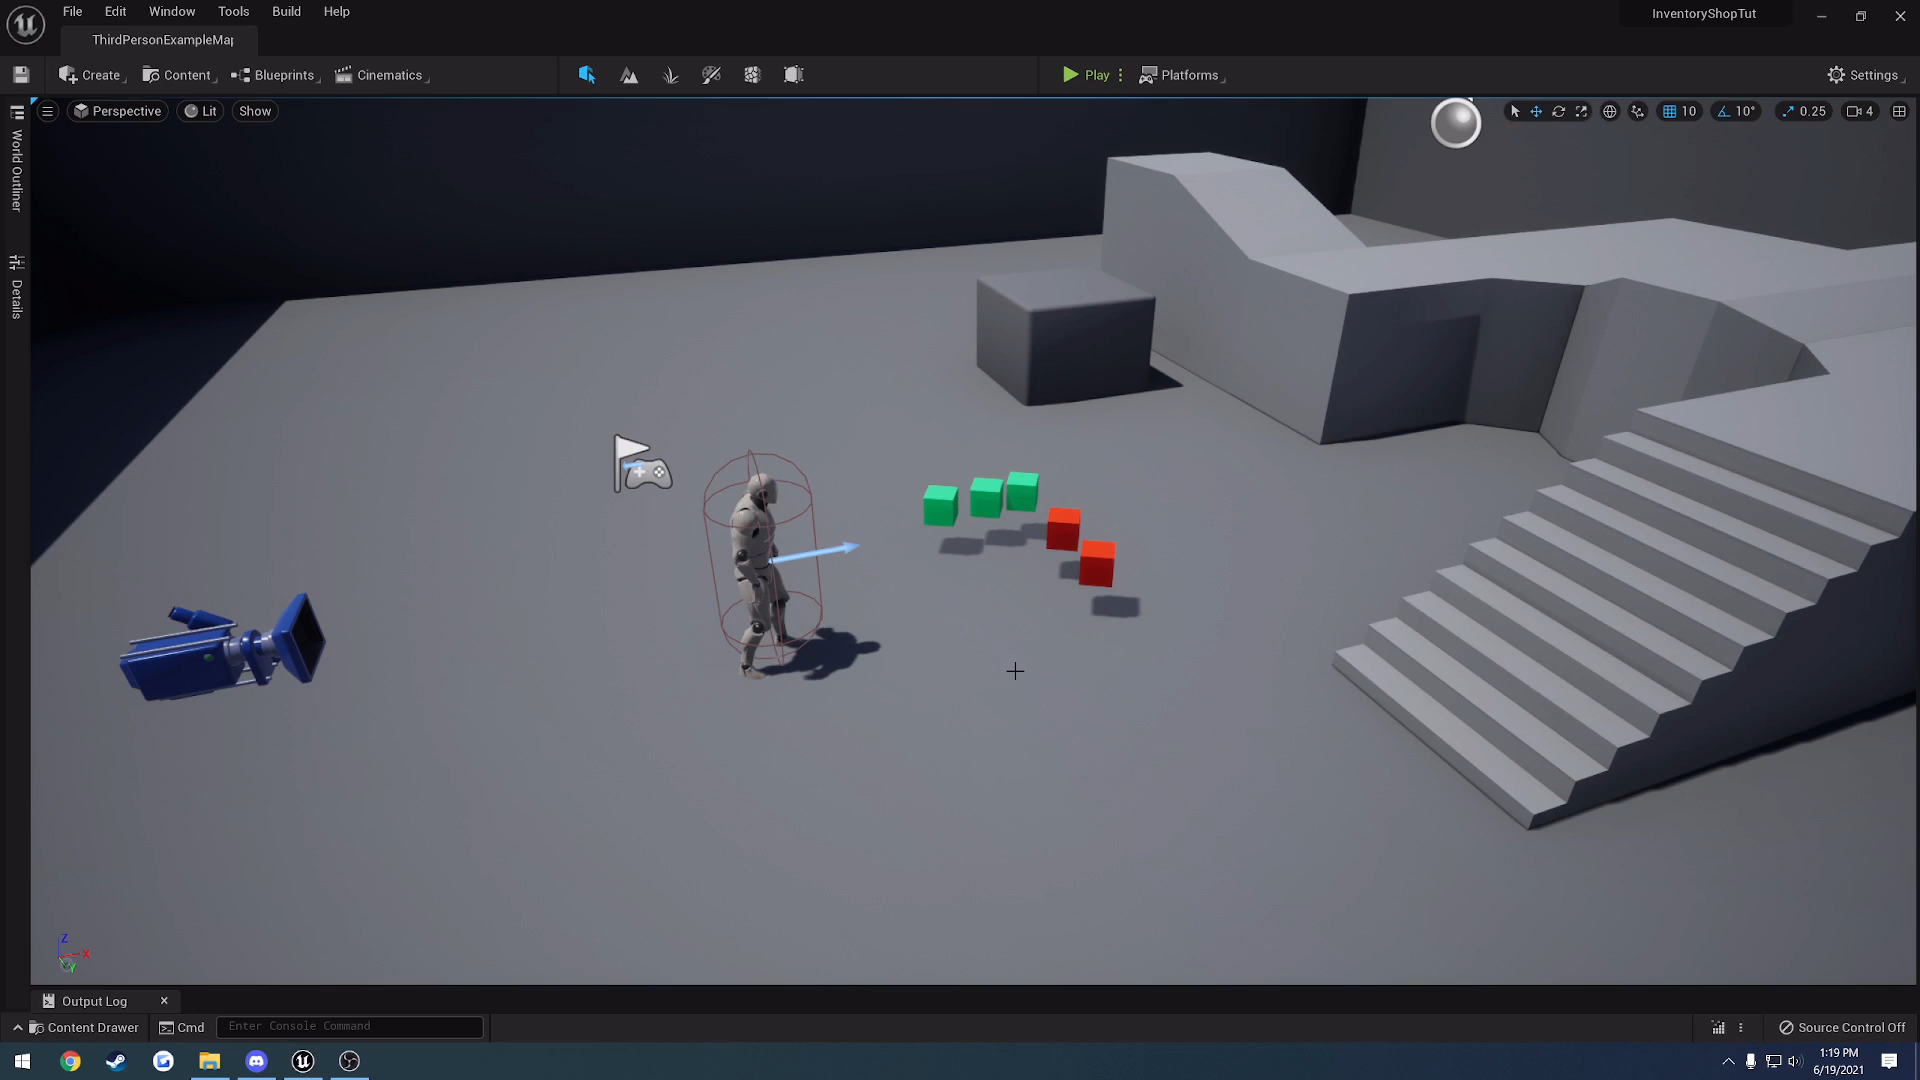 File Edit Window Tools Build Help
InventoryShopTut
ThirdPersonExampleMap
Create Content Blueprints Cinematics Play Platforms Settings
Perspective Lit Show 10 10° 0.25 4
World Outliner
Details
Z
X
Y
Output Log
Content Drawer Cmd Enter Console Command Source Control Off
1:19 PM
6/19/2021